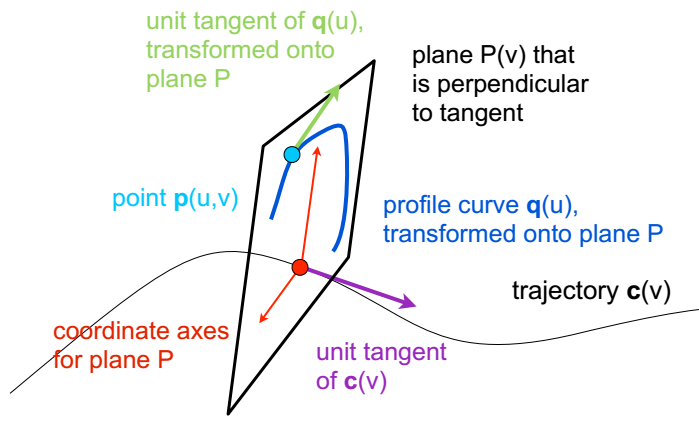 unit tangent of q(u),
transformed onto
plane P
plane P(v) that
is perpendicular
to tangent
point p(u,v)
profile curve q(u),
transformed onto plane P
trajectory c(v)
coordinate axes
for plane P
unit tangent
of c(v)